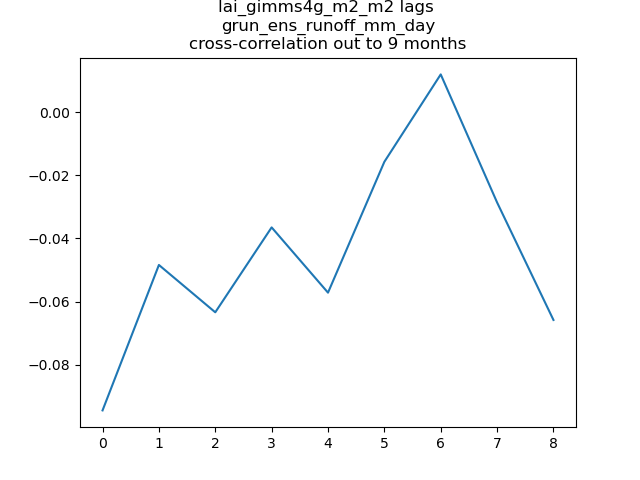 lai_gimms4g_m2_m2 lags
grun_ens_runoff_mm_day
cross-correlation out to 9 months
0.00
−0.02
−0.04
−0.06
−0.08
0 1 2 3 4 5 6 7 8